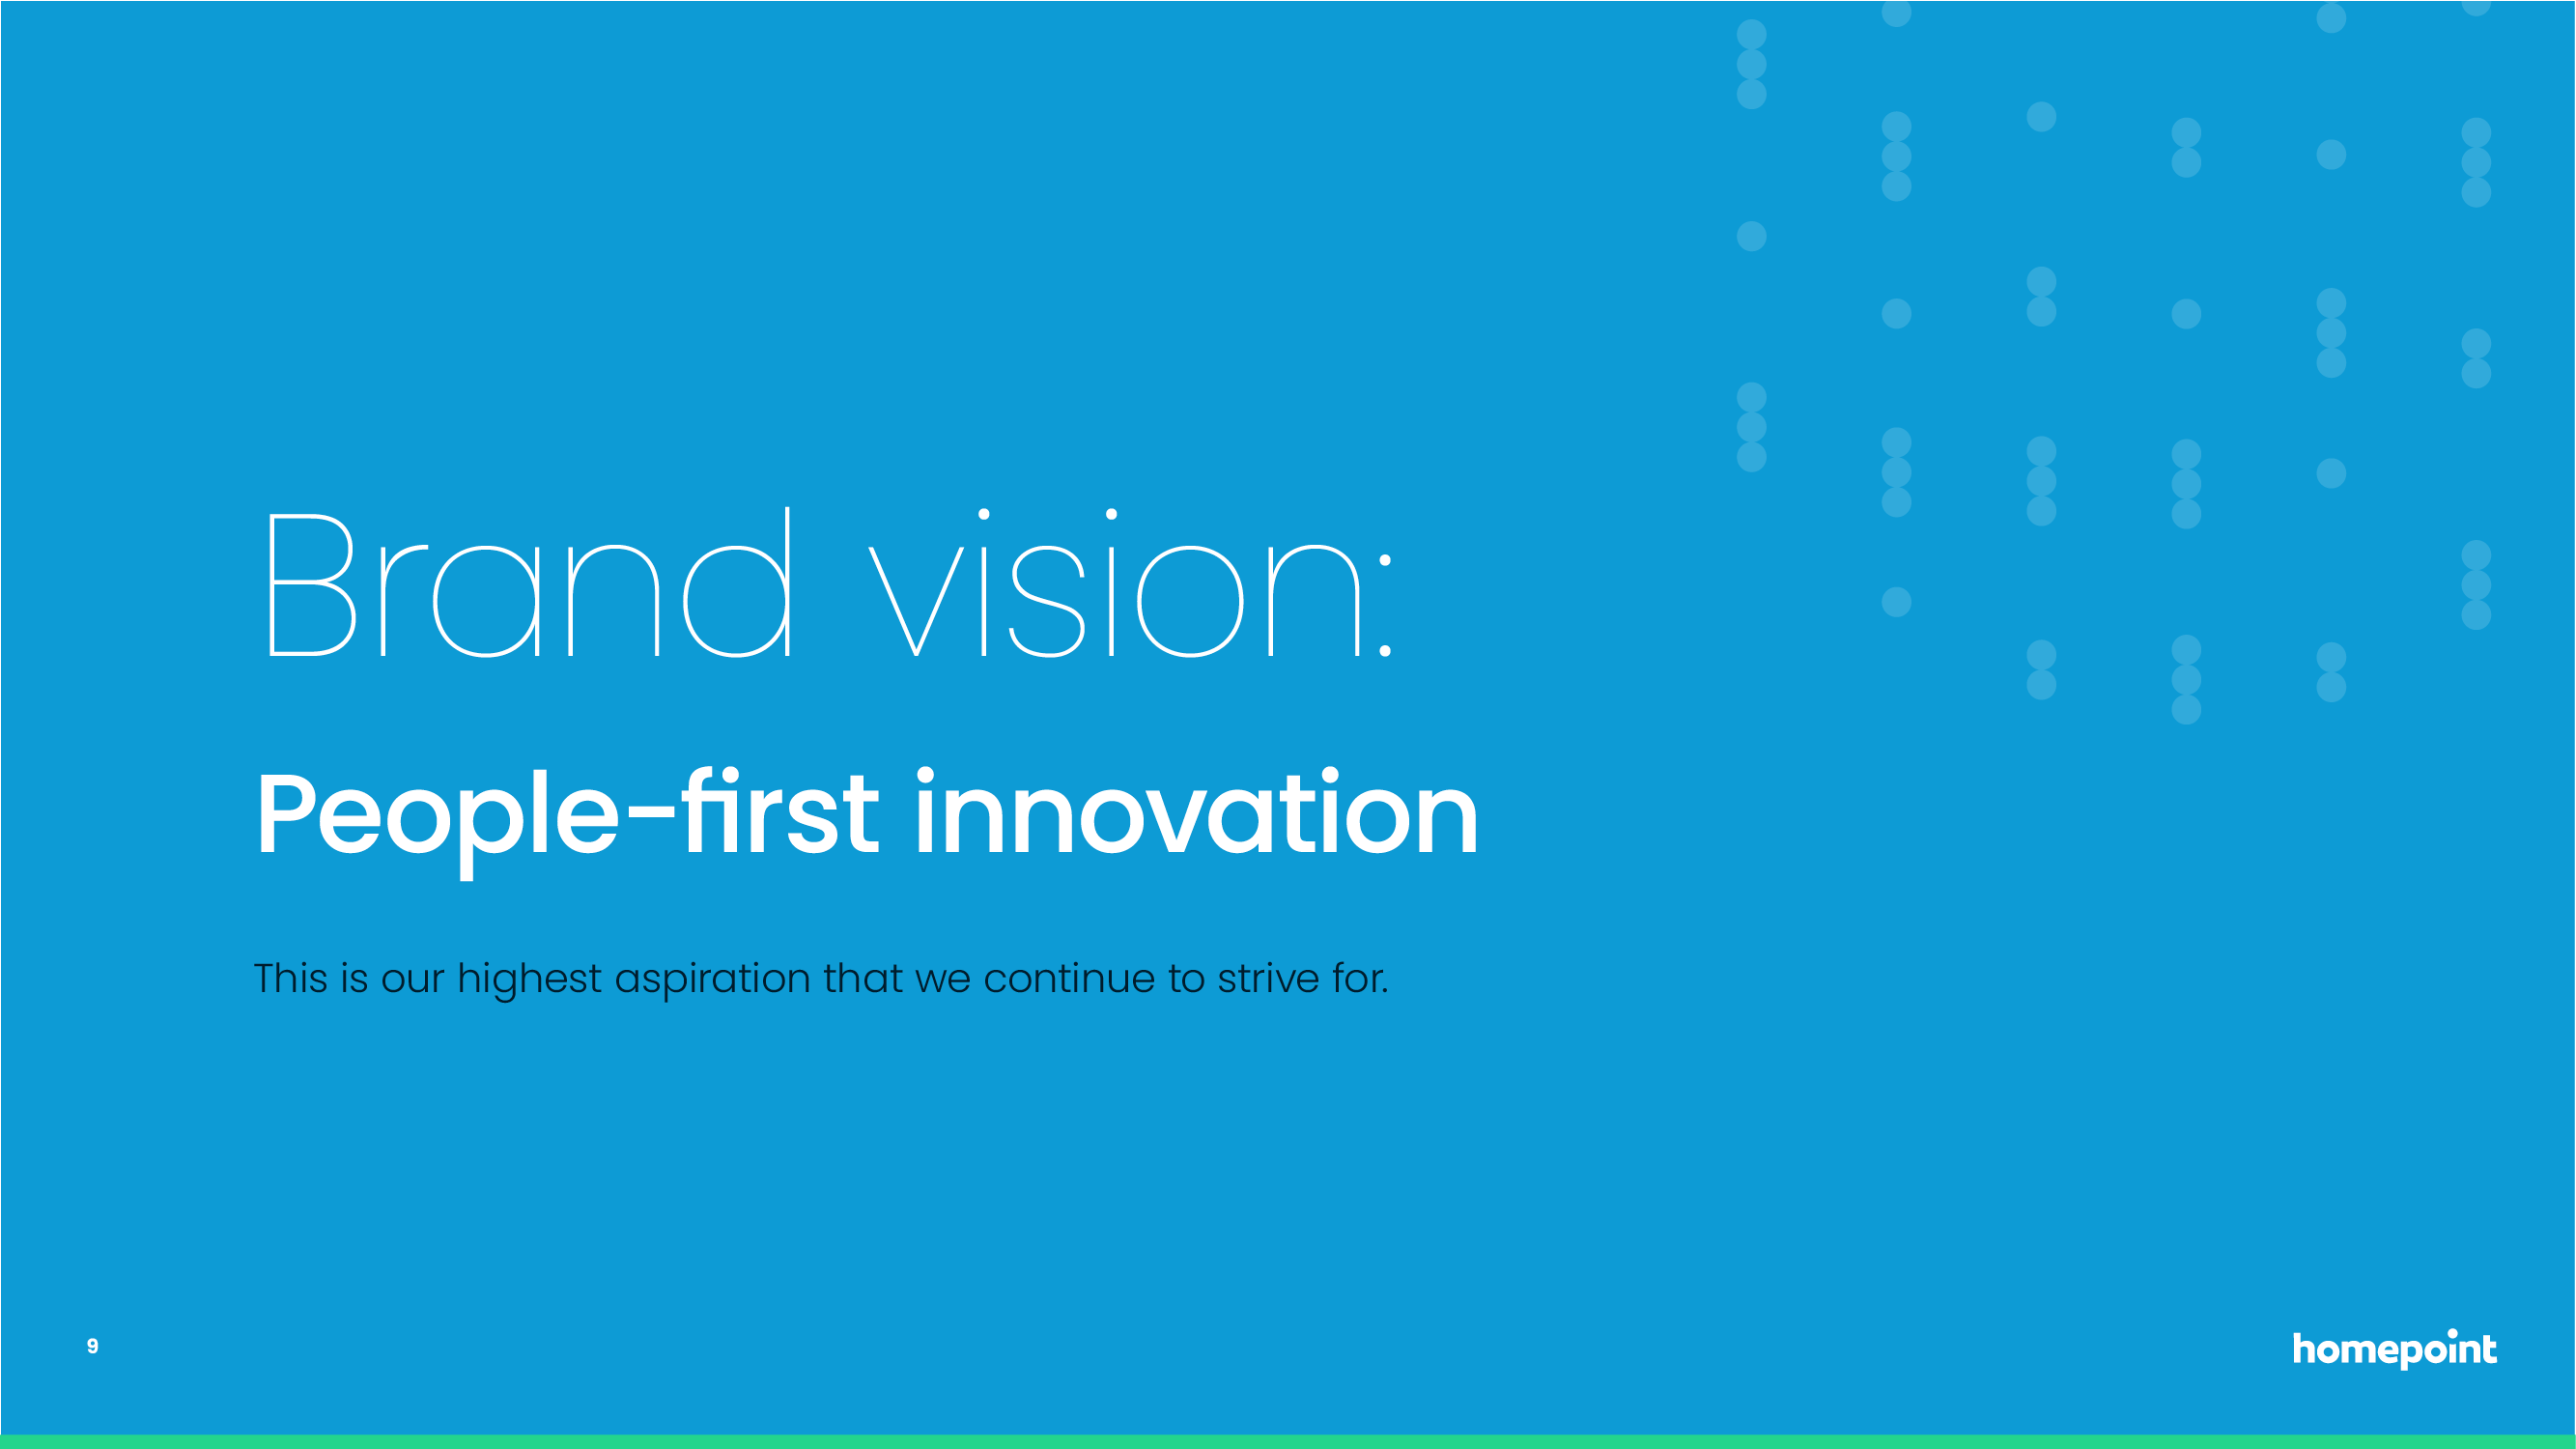 Brand vision:
People-first innovation
This is our highest aspiration that we continue to strive for.
9
homepoint